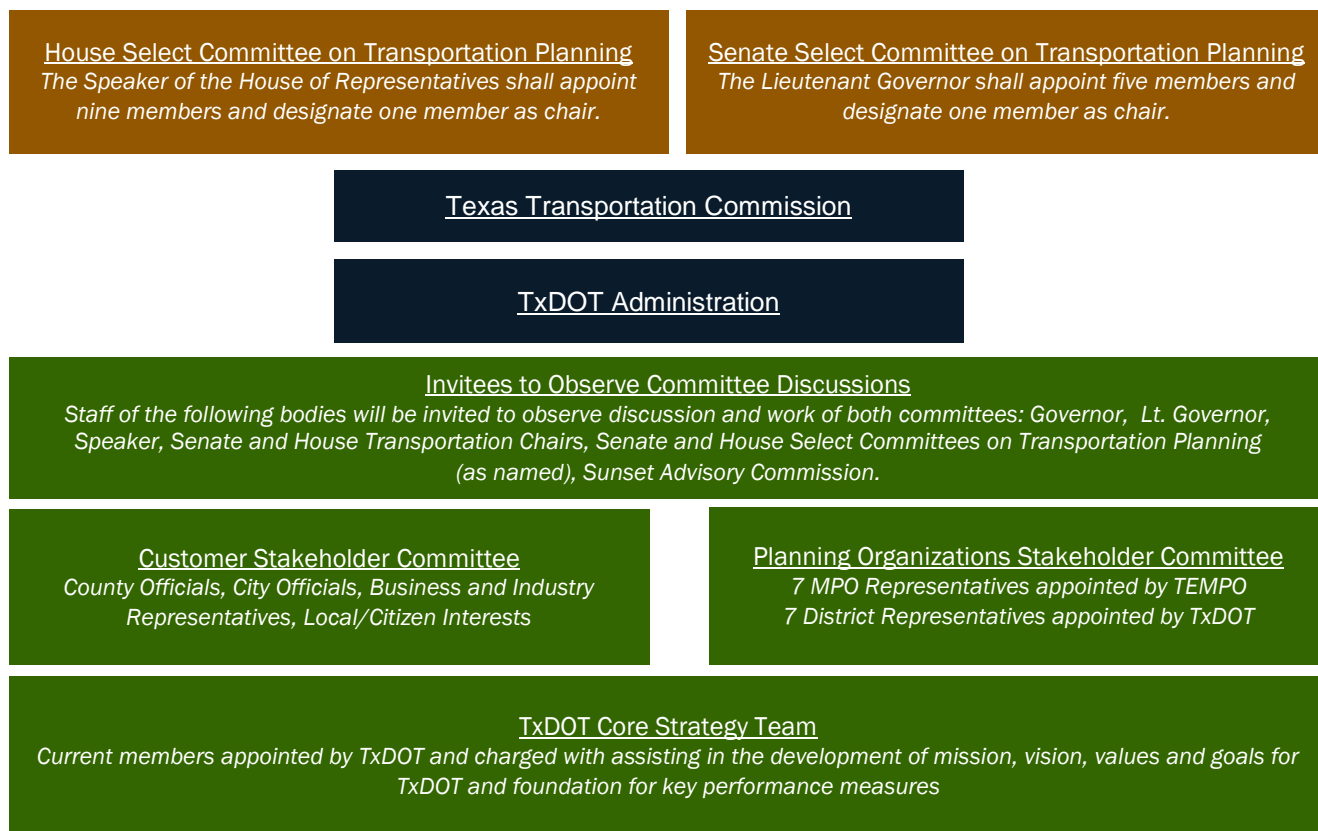 House Select Committee on Transportation Planning
The Speaker of the House of Representatives shall appoint
nine members and designate one member as chair.
Senate Select Committee on Transportation Planning
The Lieutenant Governor shall appoint five members and
designate one member as chair.
Texas Transportation Commission
TxDOT Administration
Invitees to Observe Committee Discussions
Staff of the following bodies will be invited to observe discussion and work of both committees: Governor, Lt. Governor,
Speaker, Senate and House Transportation Chairs, Senate and House Select Committees on Transportation Planning
(as named), Sunset Advisory Commission.
Customer Stakeholder Committee
County Officials, City Officials, Business and Industry
Representatives, Local/Citizen Interests
Planning Organizations Stakeholder Committee
7 MPO Representatives appointed by TEMPO
7 District Representatives appointed by TxDOT
TxDOT Core Strategy Team
Current members appointed by TxDOT and charged with assisting in the development of mission, vision, values and goals for
TxDOT and foundation for key performance measures